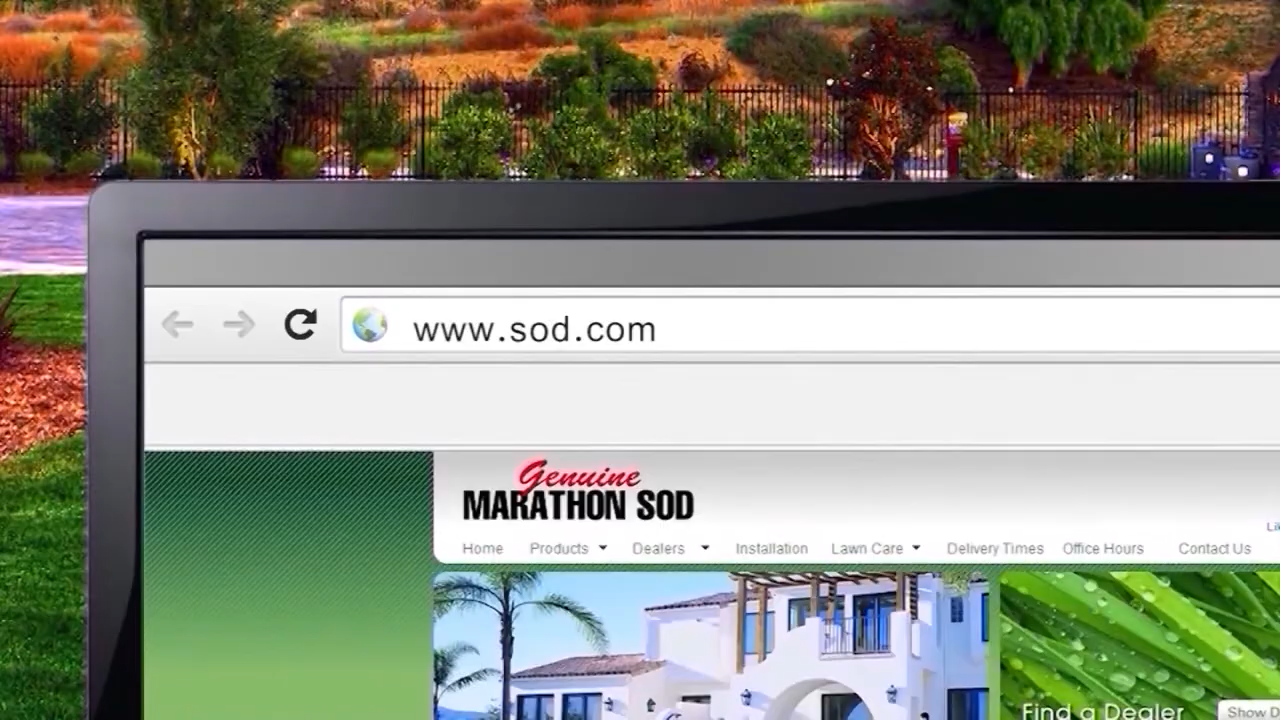 www.sod.com
Genuine
MARATHON SOD
Home Products Dealers Installation Lawn Care Delivery Times Office Hours Contact Us
Find a Dealer